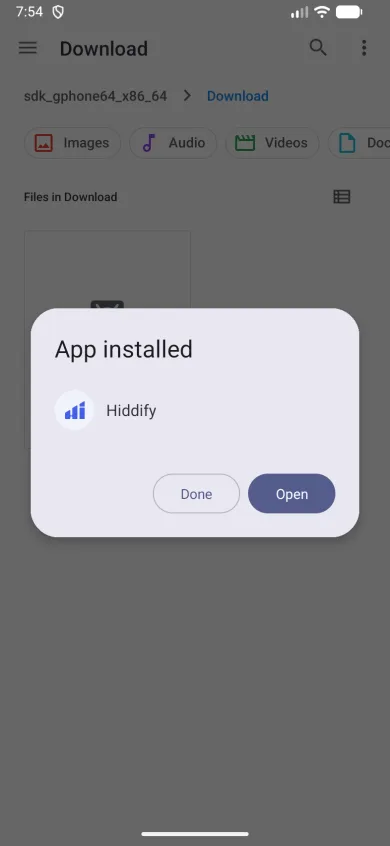 7:54
Download
sdk_gphone64_x86_64 > Download
Images
Audio
Videos
Doc
Files in Download
App installed
Hiddify
Done
Open